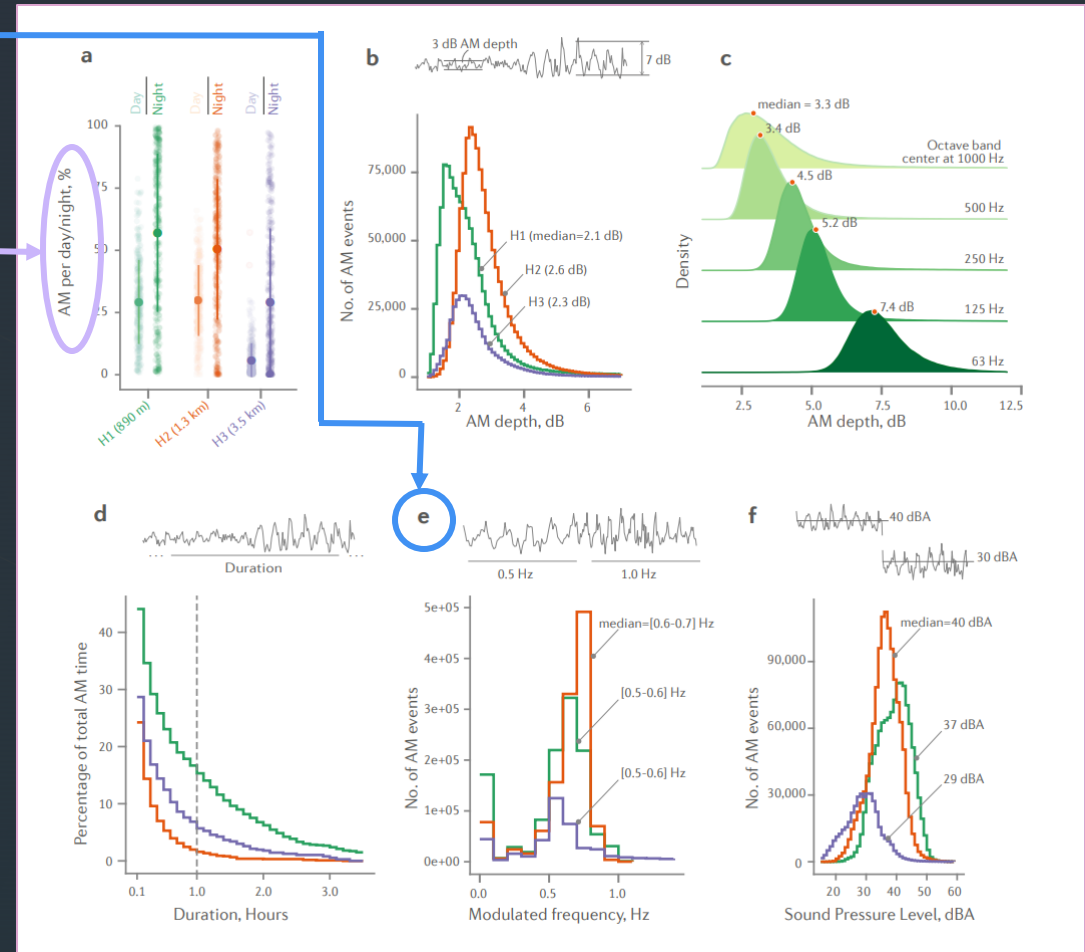 a
Day
Night
Day
Night
Day
Night
AM per day/night, %
100
75
50
25
0
H1 (890 m)
H2 (1.3 km)
H3 (3.5 km)
b
3 dB AM depth
7 dB
No. of AM events
75,000
50,000
25,000
0
H1 (median=2.1 dB)
H2 (2.6 dB)
H3 (2.3 dB)
2
4
6
AM depth, dB
c
median = 3.3 dB
3.4 dB
4.5 dB
5.2 dB
7.4 dB
Octave band
center at 1000 Hz
500 Hz
250 Hz
125 Hz
63 Hz
Density
2.5
5.0
7.5
10.0
12.5
AM depth, dB
d
...
...
Duration
Percentage of total AM time
40
30
20
10
0
0.1
1.0
2.0
3.0
Duration, Hours
e
0.5 Hz
1.0 Hz
No. of AM events
5e+05
4e+05
3e+05
2e+05
1e+05
0e+00
median=[0.6-0.7] Hz
[0.5-0.6] Hz
[0.5-0.6] Hz
0.0
0.5
1.0
Modulated frequency, Hz
f
40 dBA
30 dBA
No. of AM events
90,000
60,000
30,000
0
median=40 dBA
37 dBA
29 dBA
20
30
40
50
60
Sound Pressure Level, dBA